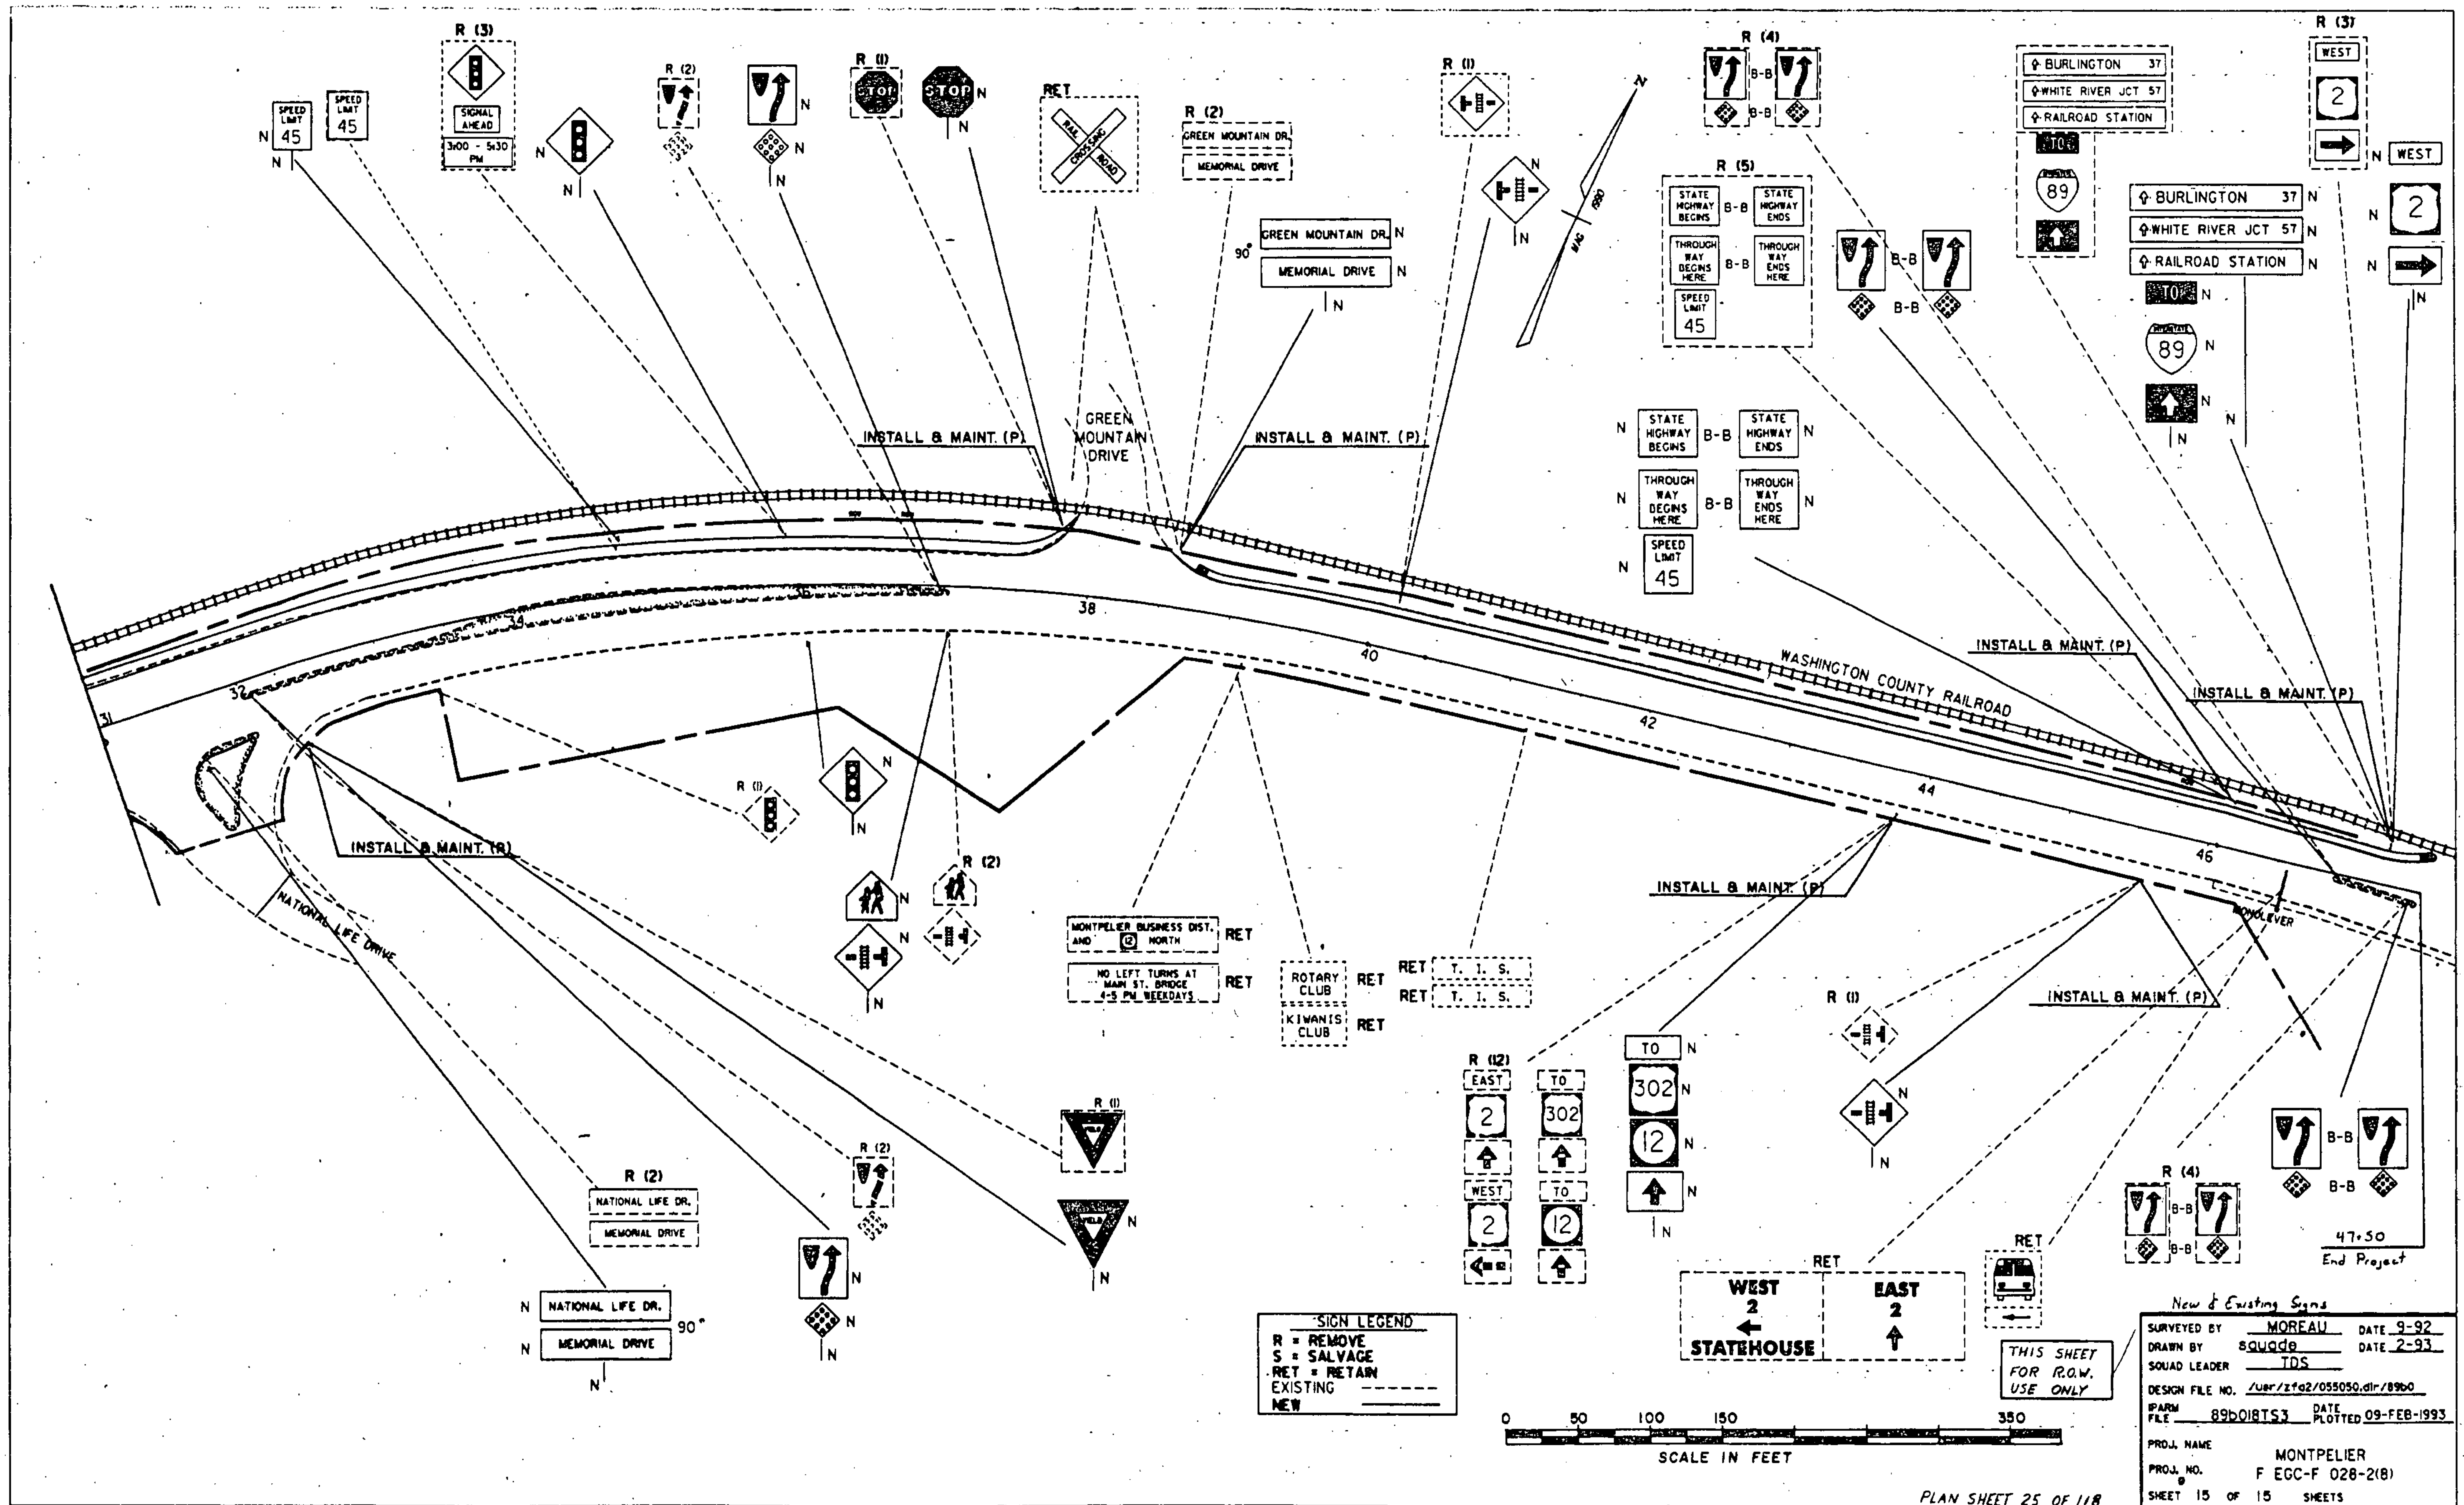 R (3)
SIGNAL
AHEAD
3:00 - 5:30
PM
SPEED
LIMIT
45
N
N
SPEED
LIMIT
45
N
N
R (2)
N
N
N
R (1)
STOP
STOP
N
N
RET
RAIL
CROSSING
ROAD
R (2)
GREEN MOUNTAIN DR.
MEMORIAL DRIVE
GREEN MOUNTAIN DR. N
90°
MEMORIAL DRIVE N
N
R (1)
N
N
N
MAG 1990
R (4)
B-B
B-B
R (5)
STATE
HIGHWAY
BEGINS
B-B
STATE
HIGHWAY
ENDS
THROUGH
WAY
BEGINS
HERE
B-B
THROUGH
WAY
ENDS
HERE
SPEED
LIMIT
45
B-B
B-B
BURLINGTON 37
WHITE RIVER JCT 57
RAILROAD STATION
TO
89
R (3)
WEST
2
N WEST
N 2
N
N
BURLINGTON 37 N
WHITE RIVER JCT 57 N
RAILROAD STATION N
TO N
INTERSTATE
89 N
N
N
N
N
STATE
HIGHWAY
BEGINS
B-B
STATE
HIGHWAY
ENDS
N
N
THROUGH
WAY
BEGINS
HERE
B-B
THROUGH
WAY
ENDS
HERE
N
N
SPEED
LIMIT
45
INSTALL & MAINT. (P)
GREEN
MOUNTAIN
DRIVE
INSTALL & MAINT. (P)
WASHINGTON COUNTY RAILROAD
INSTALL & MAINT. (P)
INSTALL & MAINT. (P)
31
32
34
36
38
40
42
44
46
INSTALL & MAINT. (P)
NATIONAL LIFE DRIVE
R (1)
N
N
R (2)
N
N
N
MONTPELIER BUSINESS DIST.
AND 12 NORTH
RET
NO LEFT TURNS AT
MAIN ST. BRIDGE
4-5 PM WEEKDAYS
RET
ROTARY
CLUB
RET
KIWANIS
CLUB
RET
RET T. I. S.
RET T. I. S.
INSTALL & MAINT. (P)
INSTALL & MAINT. (P)
MONOLEVER
R (12)
EAST
2
TO
302
WEST
2
TO
12
TO N
302 N
12 N
N
N
R (1)
N
N
R (2)
NATIONAL LIFE DR.
MEMORIAL DRIVE
N NATIONAL LIFE DR.
90°
N MEMORIAL DRIVE
N
R (2)
N
N
N
R (1)
YIELD
YIELD
N
N
RET
WEST
2
STATEHOUSE
EAST
2
RET
R (4)
B-B
B-B
B-B
B-B
47+50
End Project
SIGN LEGEND
R = REMOVE
S = SALVAGE
RET = RETAIN
EXISTING
NEW
0 50 100 150 350
SCALE IN FEET
THIS SHEET
FOR R.O.W.
USE ONLY
New & Existing Signs
SURVEYED BY MOREAU DATE 9-92
DRAWN BY squade DATE 2-93
SQUAD LEADER TDS
DESIGN FILE NO. /usr/zfa2/055050.dir/89b0
IPARM FILE 89b018TS3 DATE PLOTTED 09-FEB-1993
PROJ. NAME MONTPELIER
PROJ. NO. F EGC-F 028-2(8)
SHEET 15 OF 15 SHEETS
PLAN SHEET 25 OF 118